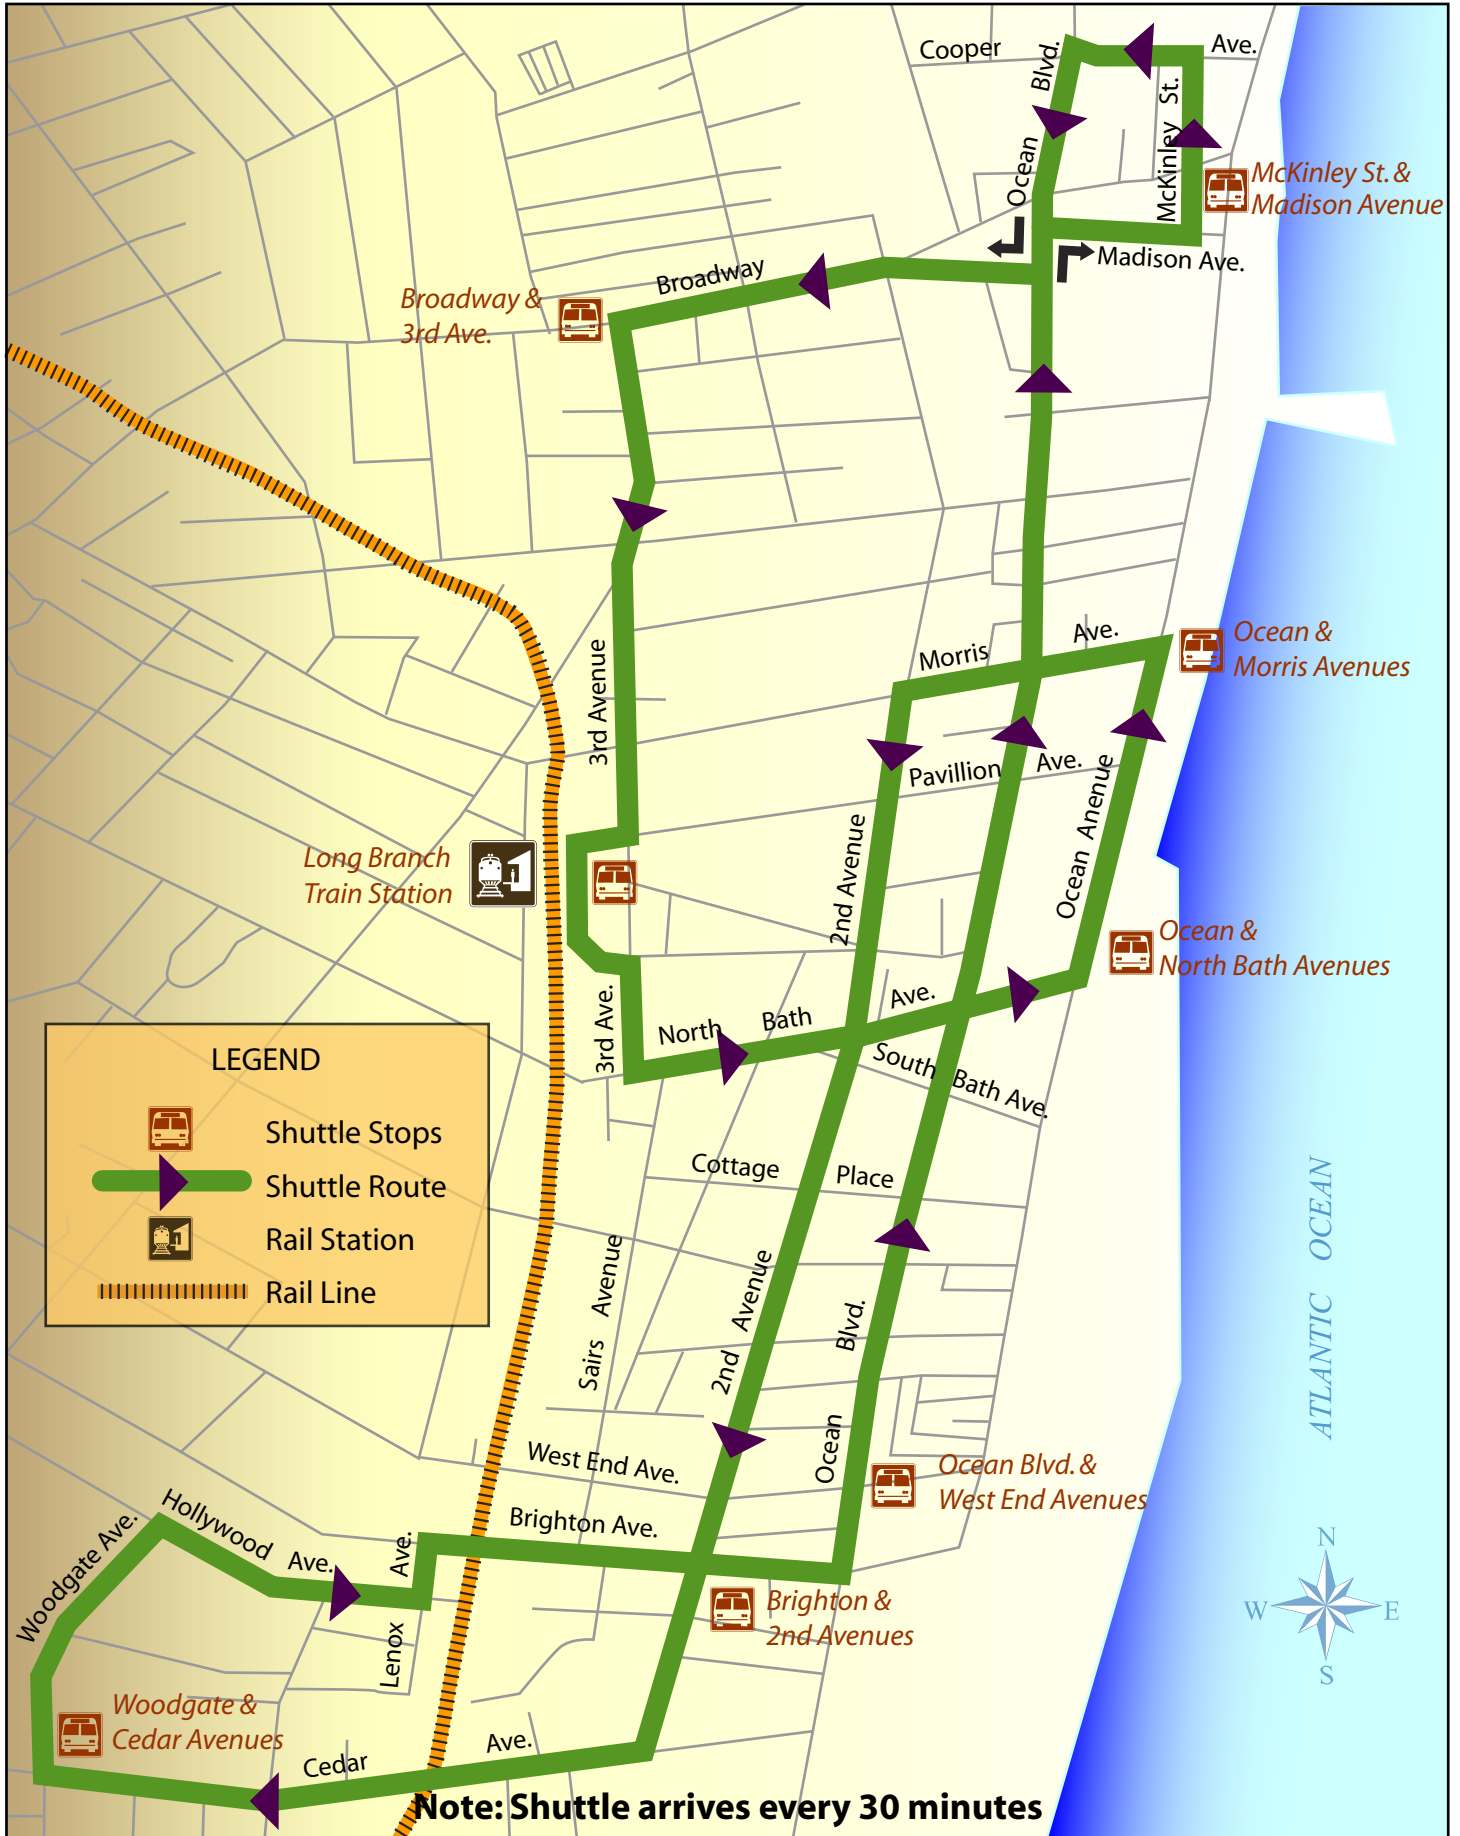 Cooper
Ave.
Ocean
Blvd.
McKinley St.
McKinley St. &
Madison Avenue
Madison Ave.
Broadway
Broadway &
3rd Ave.
Morris
Ave.
Ocean &
Morris Avenues
3rd Avenue
Pavillion
Ave.
Ocean Anenue
2nd Avenue
Long Branch
Train Station
Ocean &
North Bath Avenues
3rd Ave.
North
Bath
Ave.
South
Bath Ave.
LEGEND
Shuttle Stops
Shuttle Route
Rail Station
Rail Line
Cottage
Place
ATLANTIC OCEAN
Sairs Avenue
2nd Avenue
Ocean
Blvd.
West End Ave.
Ocean Blvd. &
West End Avenues
Brighton Ave.
Hollywood
Ave.
Woodgate Ave.
Lenox
Ave.
Brighton &
2nd Avenues
N
W
E
S
Woodgate &
Cedar Avenues
Cedar
Ave.
Note: Shuttle arrives every 30 minutes